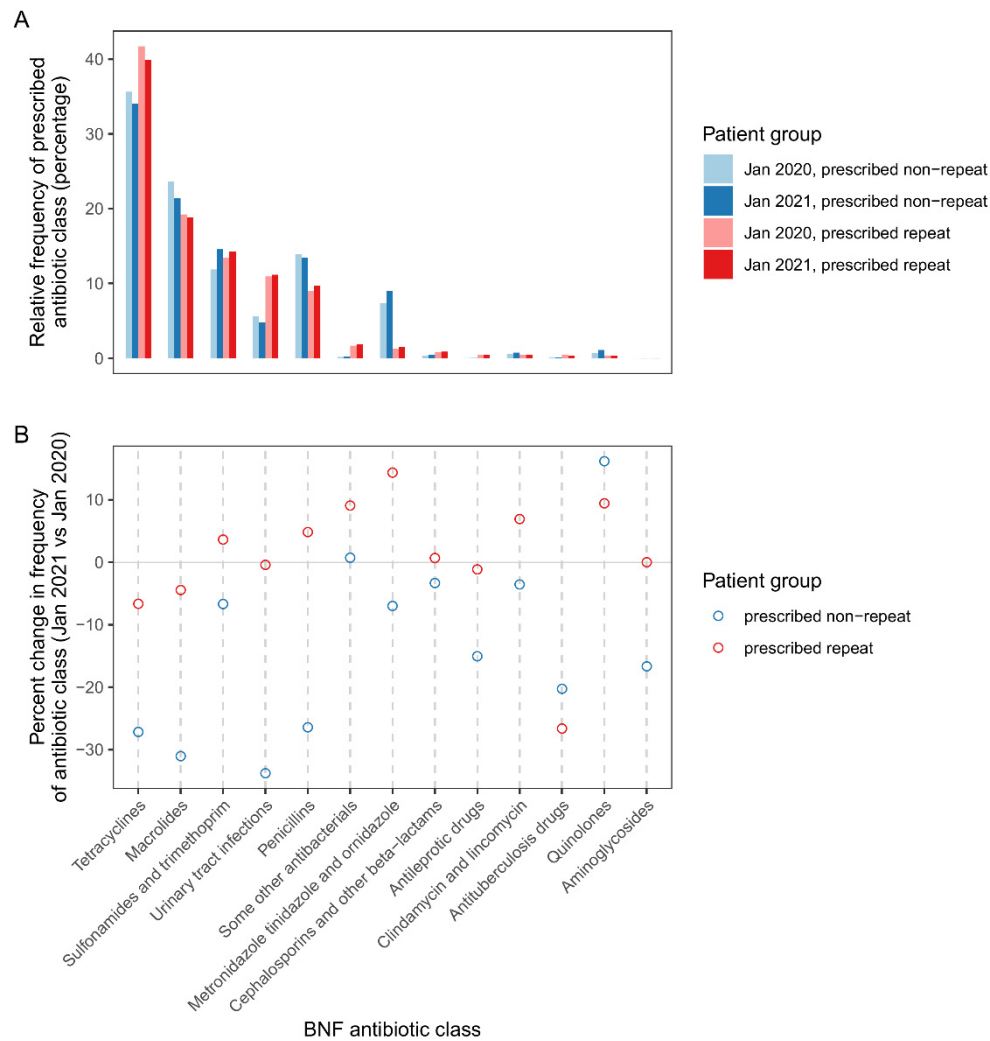 A
Relative frequency of prescribed
antibiotic class (percentage)
40
30
20
10
0
Patient group
Jan 2020, prescribed non−repeat
Jan 2021, prescribed non−repeat
Jan 2020, prescribed repeat
Jan 2021, prescribed repeat
B
Percent change in frequency
of antibiotic class (Jan 2021 vs Jan 2020)
10
0
−10
−20
−30
Patient group
prescribed non−repeat
prescribed repeat
Tetracyclines
Macrolides
Sulfonamides and trimethoprim
Urinary tract infections
Penicillins
Some other antibacterials
Metronidazole tinidazole and ornidazole
Cephalosporins and other beta−lactams
Antileprotic drugs
Clindamycin and lincomycin
Antituberculosis drugs
Quinolones
Aminoglycosides
BNF antibiotic class